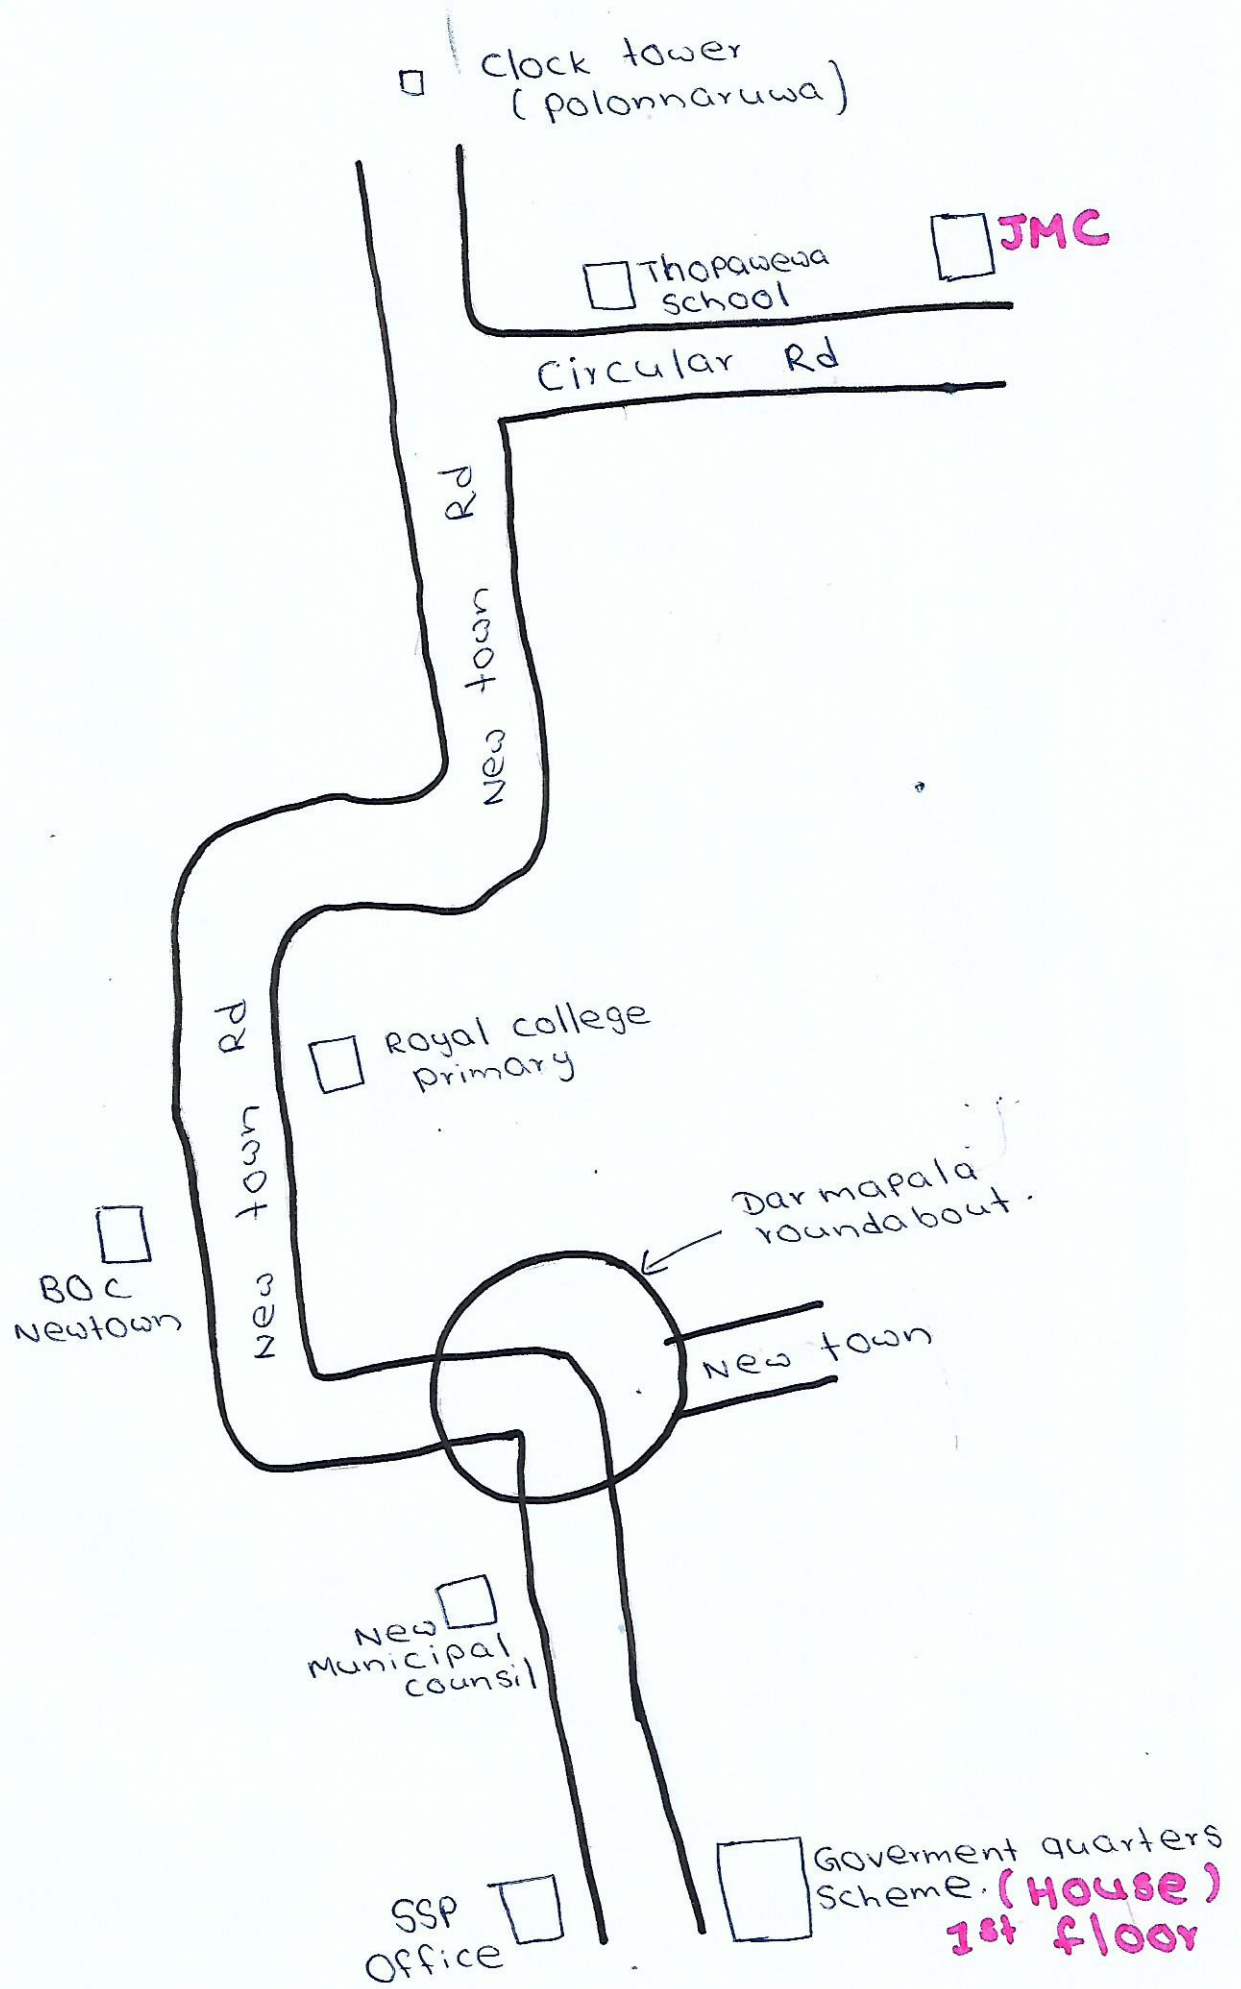 Clock tower
(Polonnaruwa)
JMC
Thopawewa
school
Circular Rd
New town Rd
Royal college
primary
New town Rd
Darmapala
roundabout.
BOC
Newtown
New town
New
Municipal
counsil
Goverment quarters
Scheme. (House)
1st floor
SSP
Office